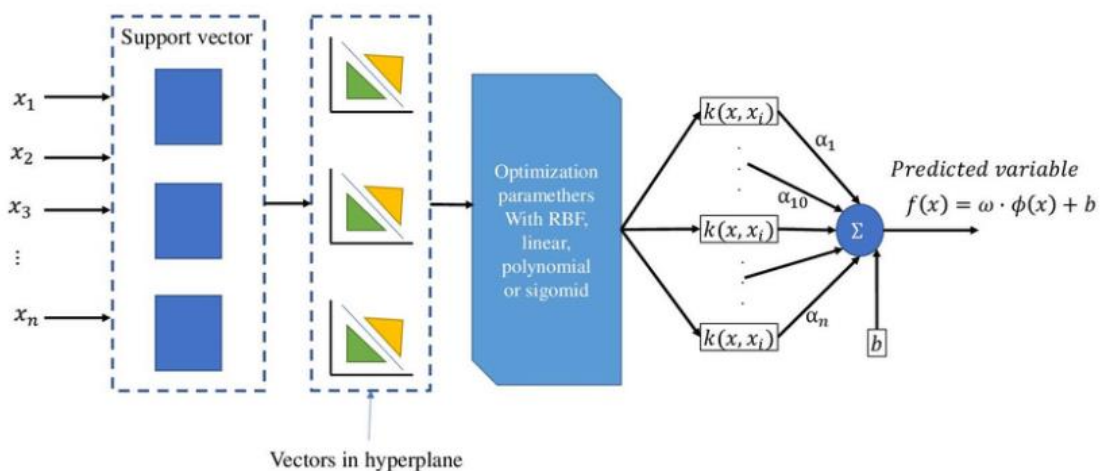 Support vector
x₁
x₂
x₃
⋮
xₙ
Vectors in hyperplane
Optimization
paramethers
With RBF,
linear,
polynomial
or sigomid
k(x, xᵢ)
k(x, xᵢ)
k(x, xᵢ)
α₁
α₁₀
αₙ
Σ
b
Predicted variable
f(x) = ω · ϕ(x) + b